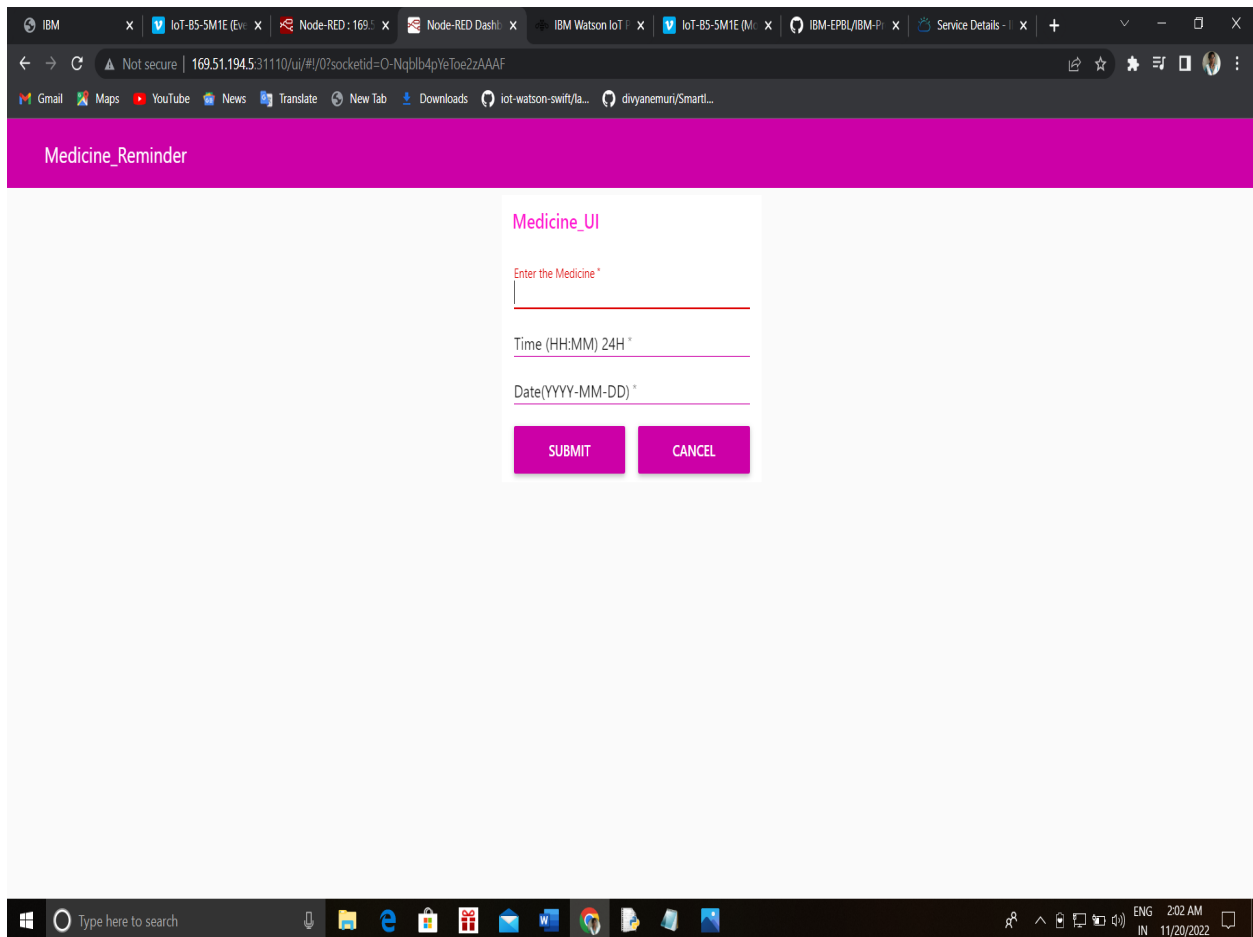 IBM
IoT-B5-5M1E (Eve
Node-RED : 169.5
Node-RED Dashb
IBM Watson IoT P
IoT-B5-5M1E (Mo
IBM-EPBL/IBM-Pr
Service Details - I
Not secure | 169.51.194.5:31110/ui/#!/0?socketid=O-Nqblb4pYeToe2zAAAF
Gmail Maps YouTube News Translate New Tab Downloads iot-watson-swift/la... divyanemuri/Smartl...
Medicine_Reminder
Medicine_UI
Enter the Medicine *
Time (HH:MM) 24H *
Date(YYYY-MM-DD) *
SUBMIT CANCEL
Type here to search
ENG 2:02 AM
IN 11/20/2022